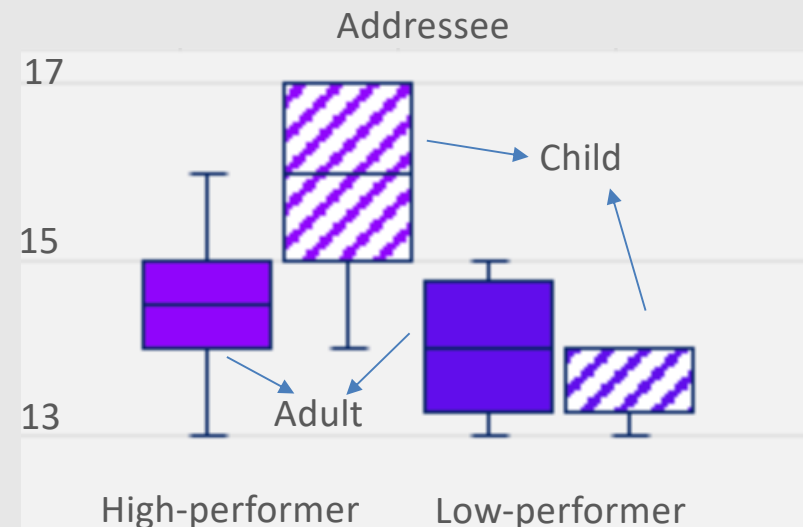 Addressee
17
Child
15
Adult
13
High-performer
Low-performer